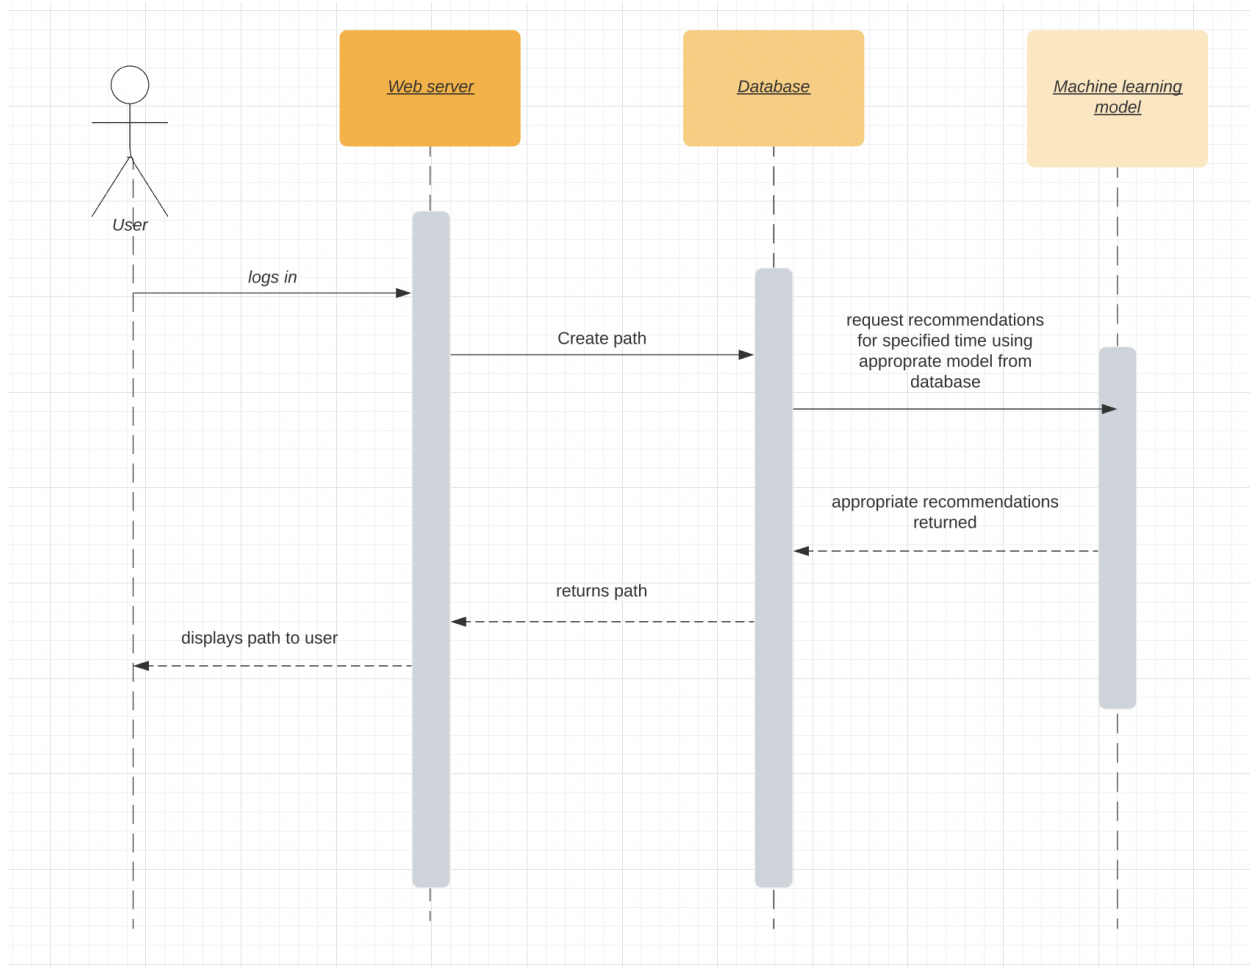 Web server
Database
Machine learning
model
User
logs in
Create path
request recommendations
for specified time using
approprate model from
database
appropriate recommendations
returned
returns path
displays path to user